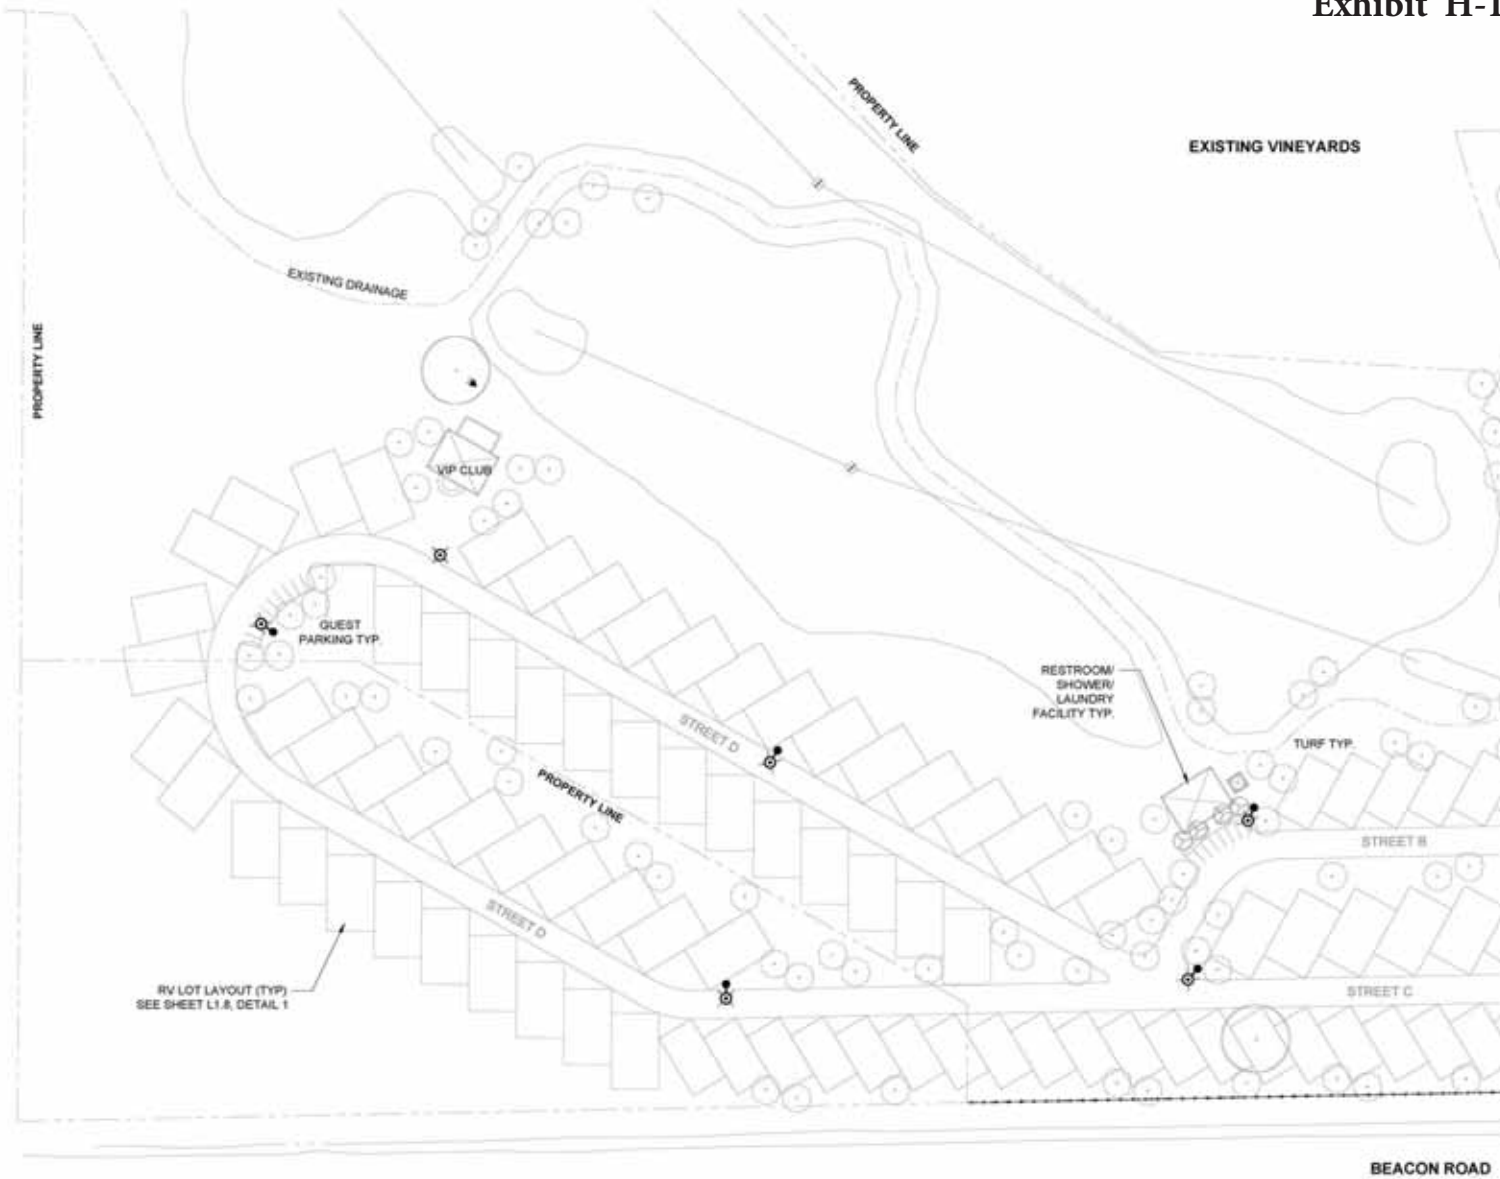 Exhibit H-1
PROPERTY LINE
EXISTING VINEYARDS
EXISTING DRAINAGE
PROPERTY LINE
VIP CLUB
GUEST
PARKING TYP.
RESTROOM/
SHOWER/
LAUNDRY
FACILITY TYP.
STREET D
TURF TYP.
PROPERTY LINE
STREET B
STREET D
RV LOT LAYOUT (TYP)
SEE SHEET L1.8, DETAIL 1
STREET C
BEACON ROAD